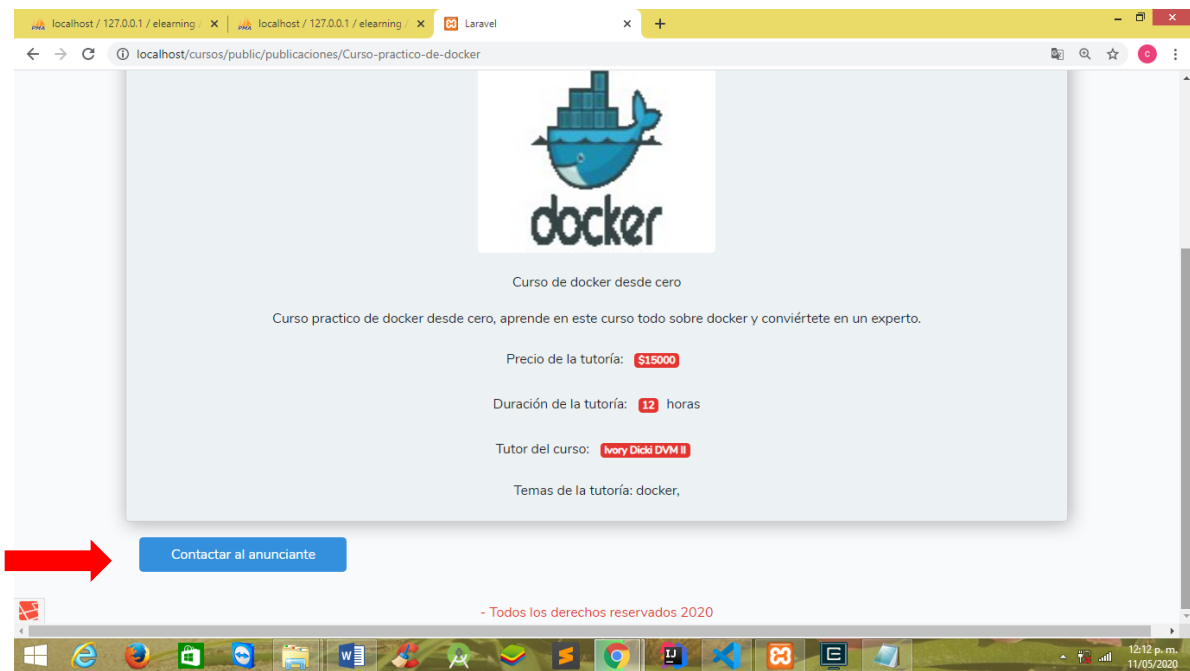 localhost / 127.0.0.1 / elearning /
localhost / 127.0.0.1 / elearning /
Laravel
localhost/cursos/public/publicaciones/Curso-practico-de-docker
docker
Curso de docker desde cero
Curso practico de docker desde cero, aprende en este curso todo sobre docker y conviértete en un experto.
Precio de la tutoría: $15000
Duración de la tutoría: 12 horas
Tutor del curso: Ivory Dicki DVM II
Temas de la tutoría: docker,
Contactar al anunciante
- Todos los derechos reservados 2020
12:12 p. m.
11/05/2020